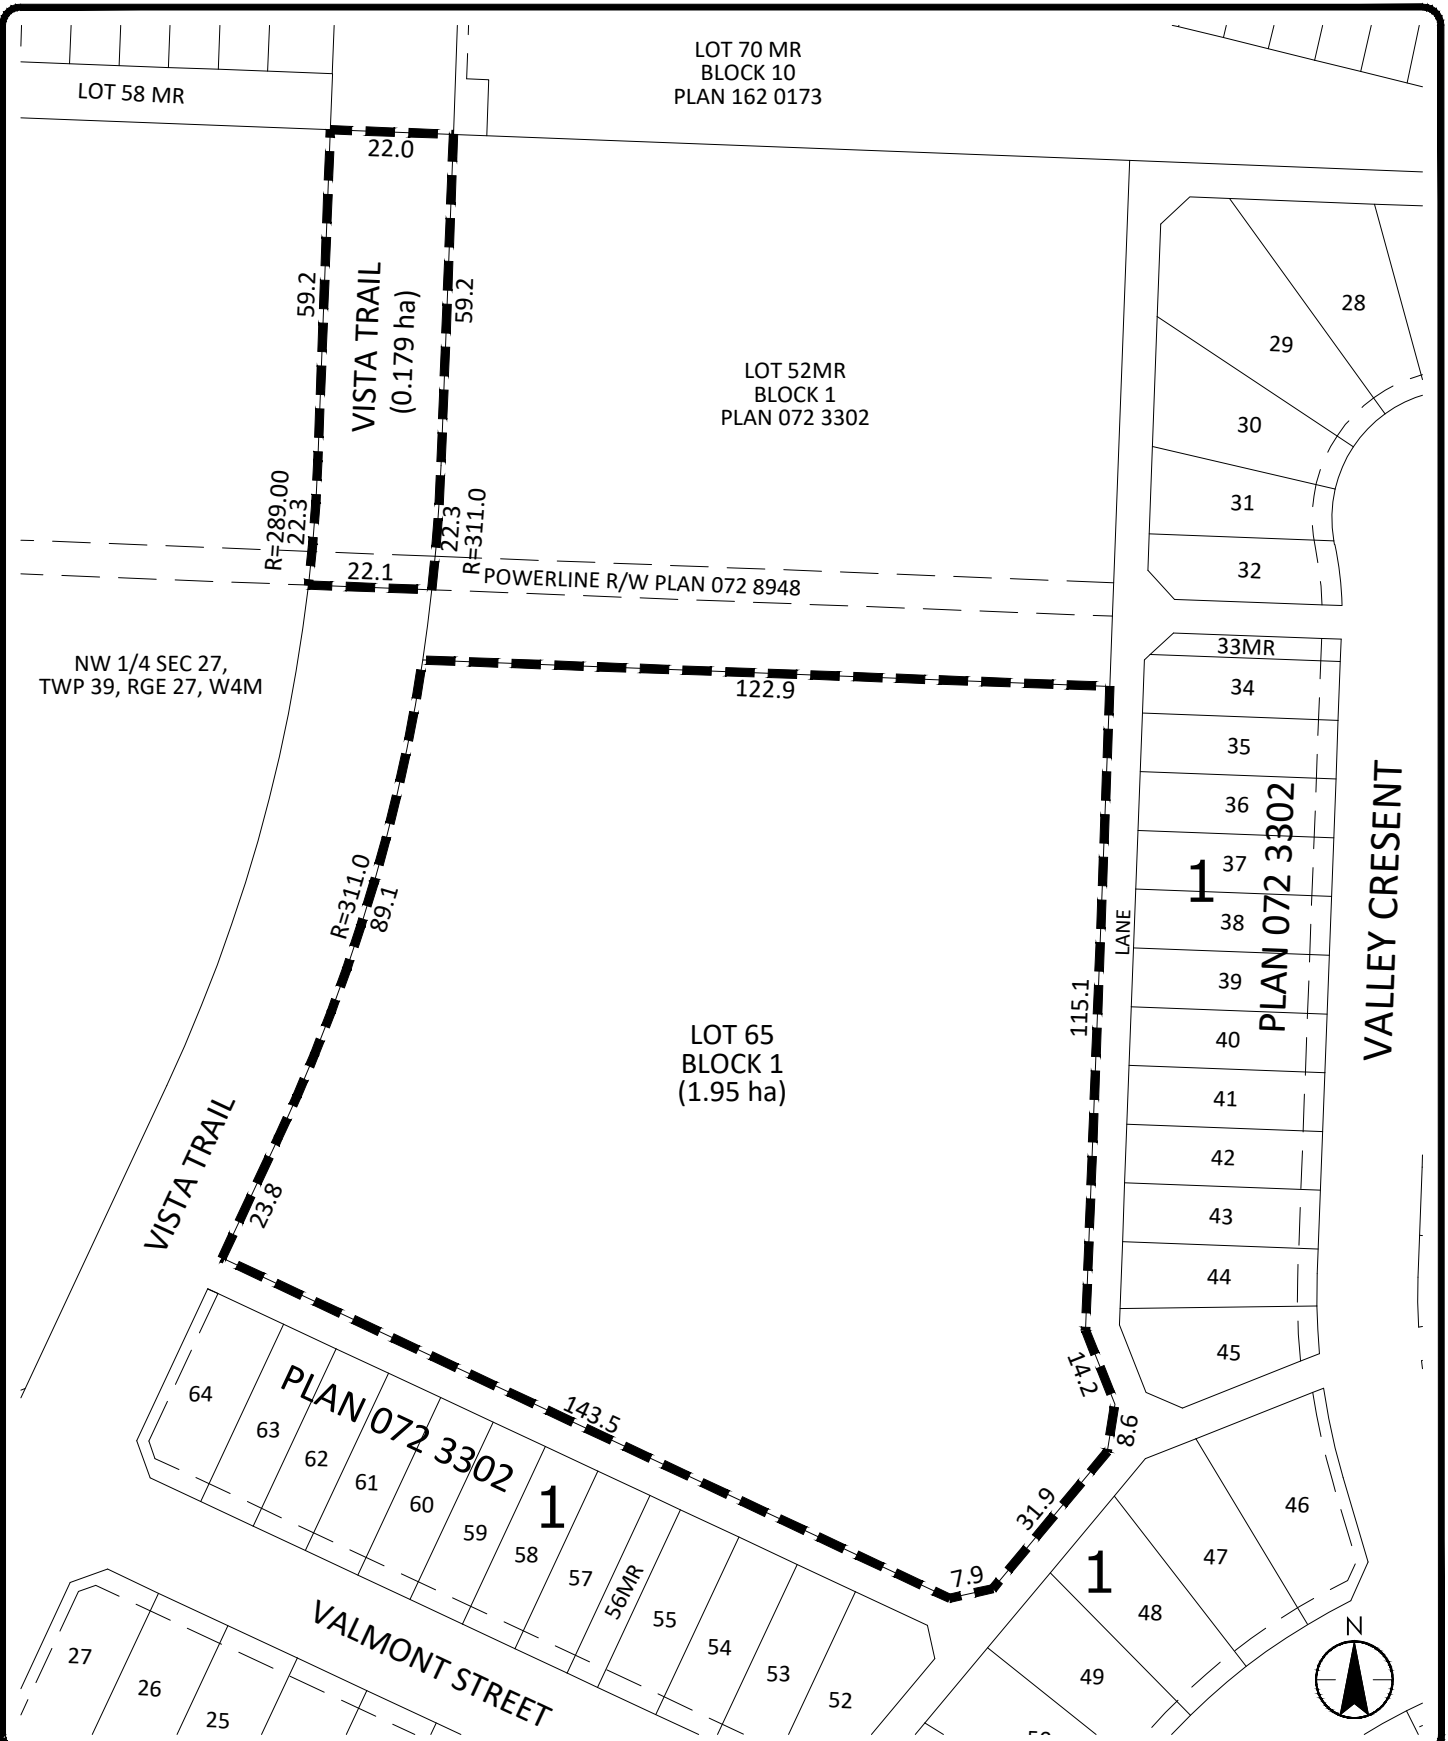 LOT 70 MR
BLOCK 10
PLAN 162 0173
LOT 58 MR
22.0
59.2
VISTA TRAIL
(0.179 ha)
59.2
28
29
LOT 52MR
BLOCK 1
PLAN 072 3302
30
31
32
R=289.00
22.3
22.3
R=311.0
22.1
POWERLINE R/W PLAN 072 8948
NW 1/4 SEC 27,
TWP 39, RGE 27, W4M
122.9
33MR
34
35
36
37
38
39
40
41
42
43
44
45
1
PLAN 072 3302
VALLEY CRESENT
LANE
R=311.0
89.1
115.1
LOT 65
BLOCK 1
(1.95 ha)
VISTA TRAIL
23.8
14.2
8.6
143.5
31.9
7.9
PLAN 072 3302
1
64
63
62
61
60
59
58
57
56MR
55
54
53
52
46
47
1
48
49
VALMONT STREET
27
26
25
N